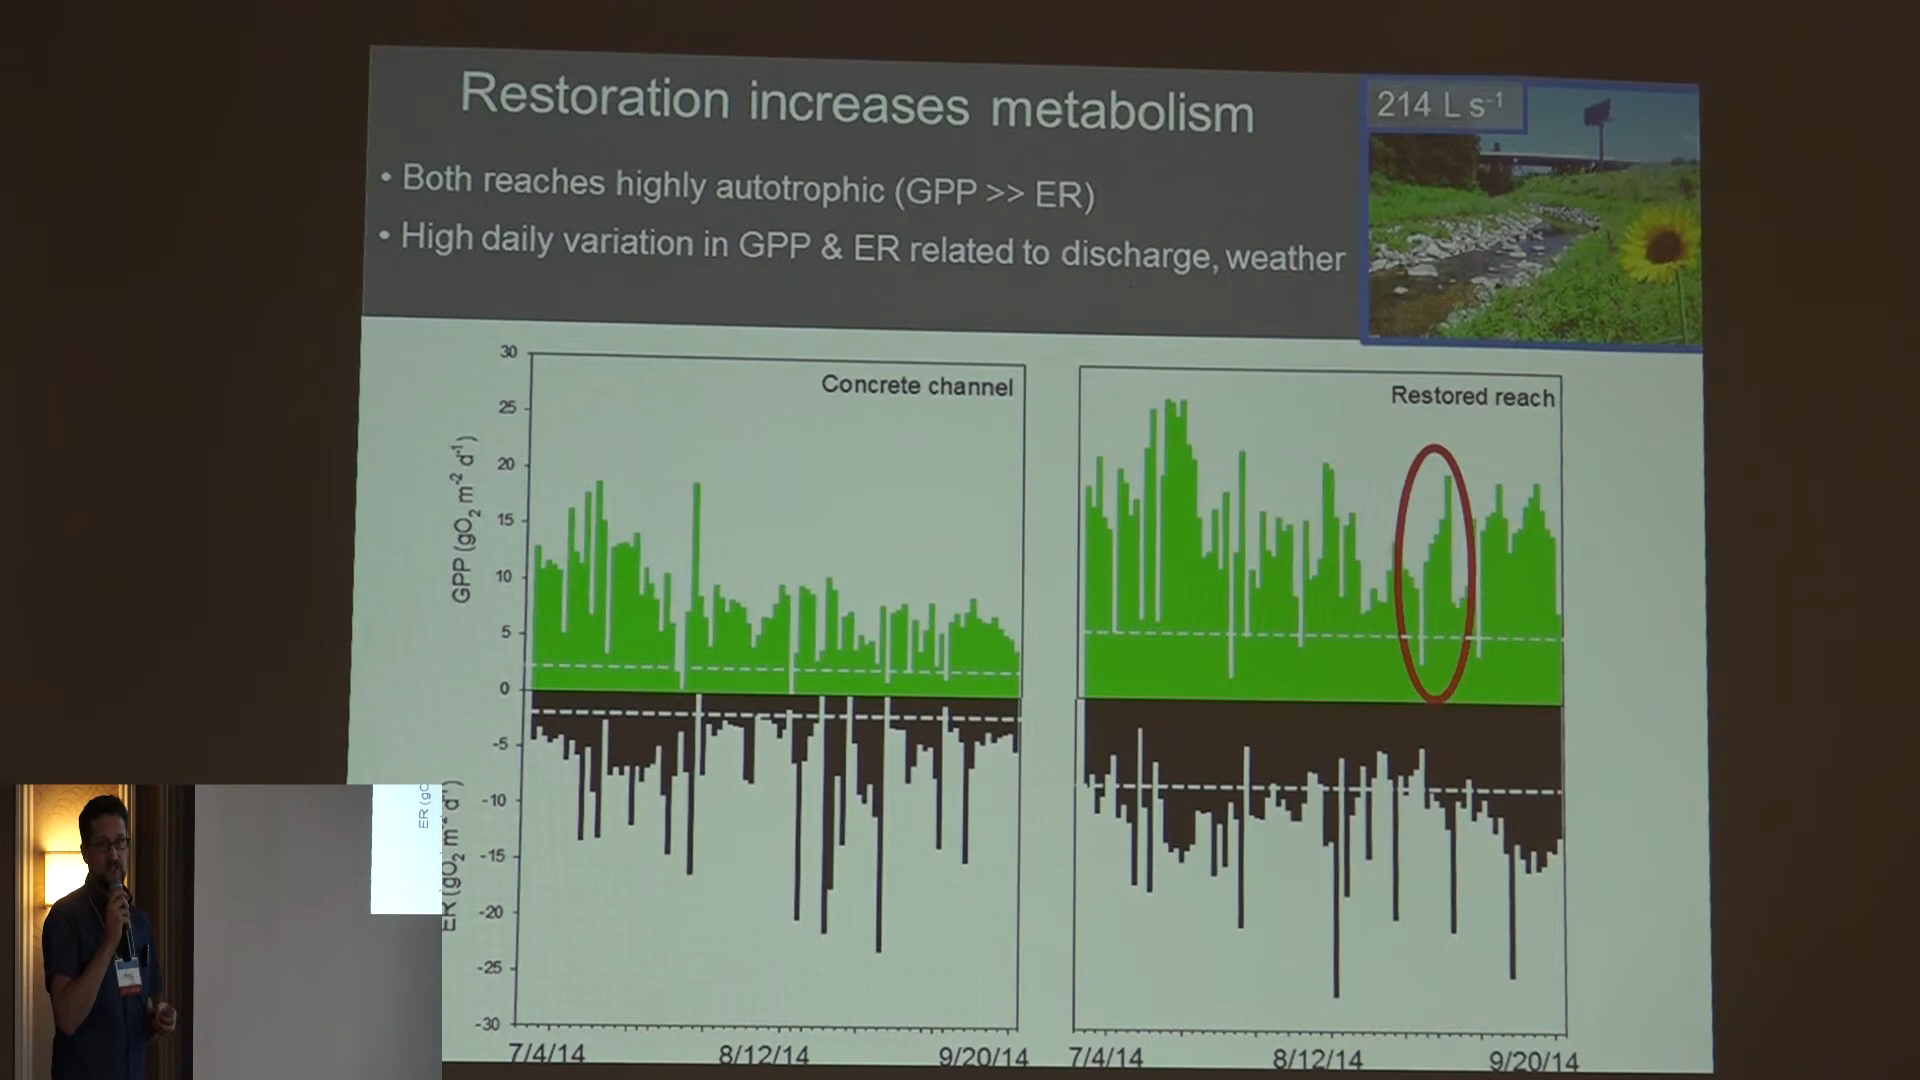 Restoration increases metabolism
214 L s⁻¹
• Both reaches highly autotrophic (GPP >> ER)
• High daily variation in GPP & ER related to discharge, weather
Concrete channel
Restored reach
GPP (gO₂ m⁻² d⁻¹)
30
25
20
15
10
5
0
-5
-10
-15
-20
-25
-30
ER (gO₂ m⁻² d⁻¹)
ER (gO
7/4/14
8/12/14
9/20/14
7/4/14
8/12/14
9/20/14